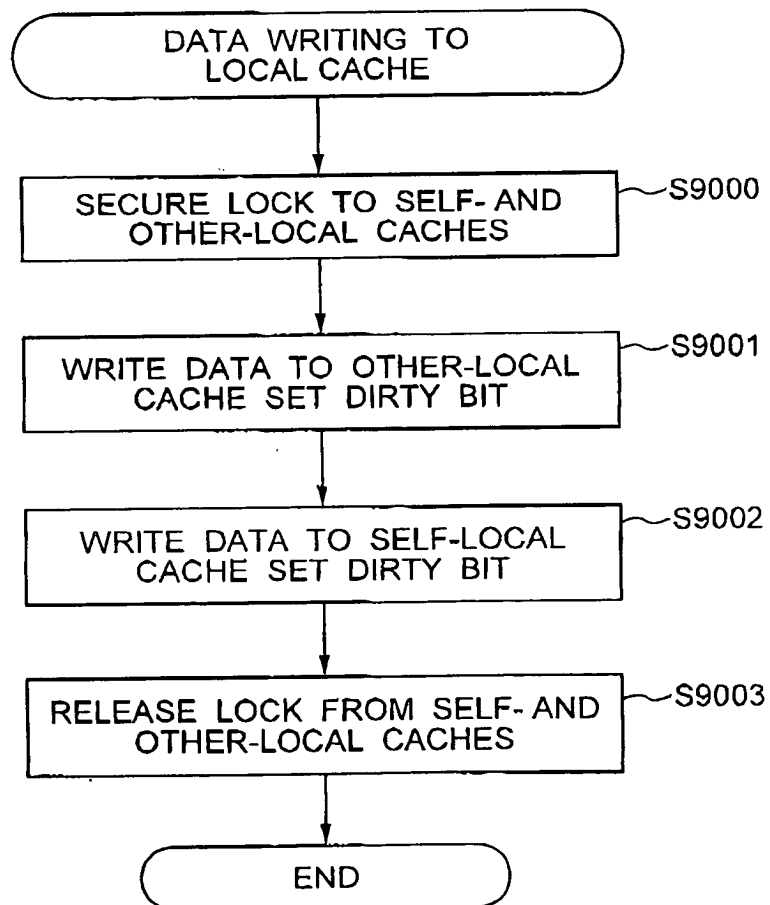 DATA WRITING TO
LOCAL CACHE
SECURE LOCK TO SELF- AND
OTHER-LOCAL CACHES
S9000
WRITE DATA TO OTHER-LOCAL
CACHE SET DIRTY BIT
S9001
WRITE DATA TO SELF-LOCAL
CACHE SET DIRTY BIT
S9002
RELEASE LOCK FROM SELF- AND
OTHER-LOCAL CACHES
S9003
END